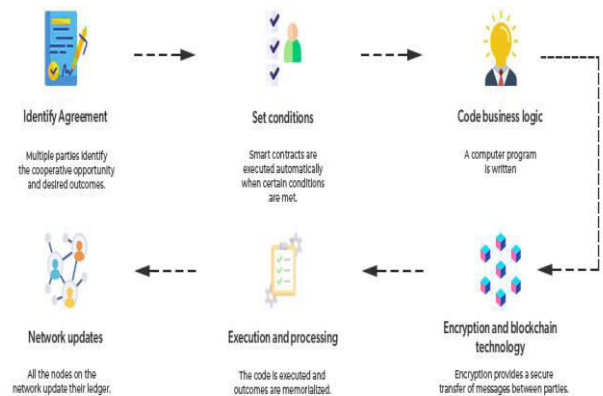 Identify Agreement
Multiple parties identify
the cooperative opportunity
and desired outcomes.
Set conditions
Smart contracts are
executed automatically
when certain conditions
are met.
Code business logic
A computer program
is written
Encryption and blockchain
technology
Encryption provides a secure
transfer of messages between parties.
Execution and processing
The code is executed and
outcomes are memorialized.
Network updates
All the nodes on the
network update their ledger.